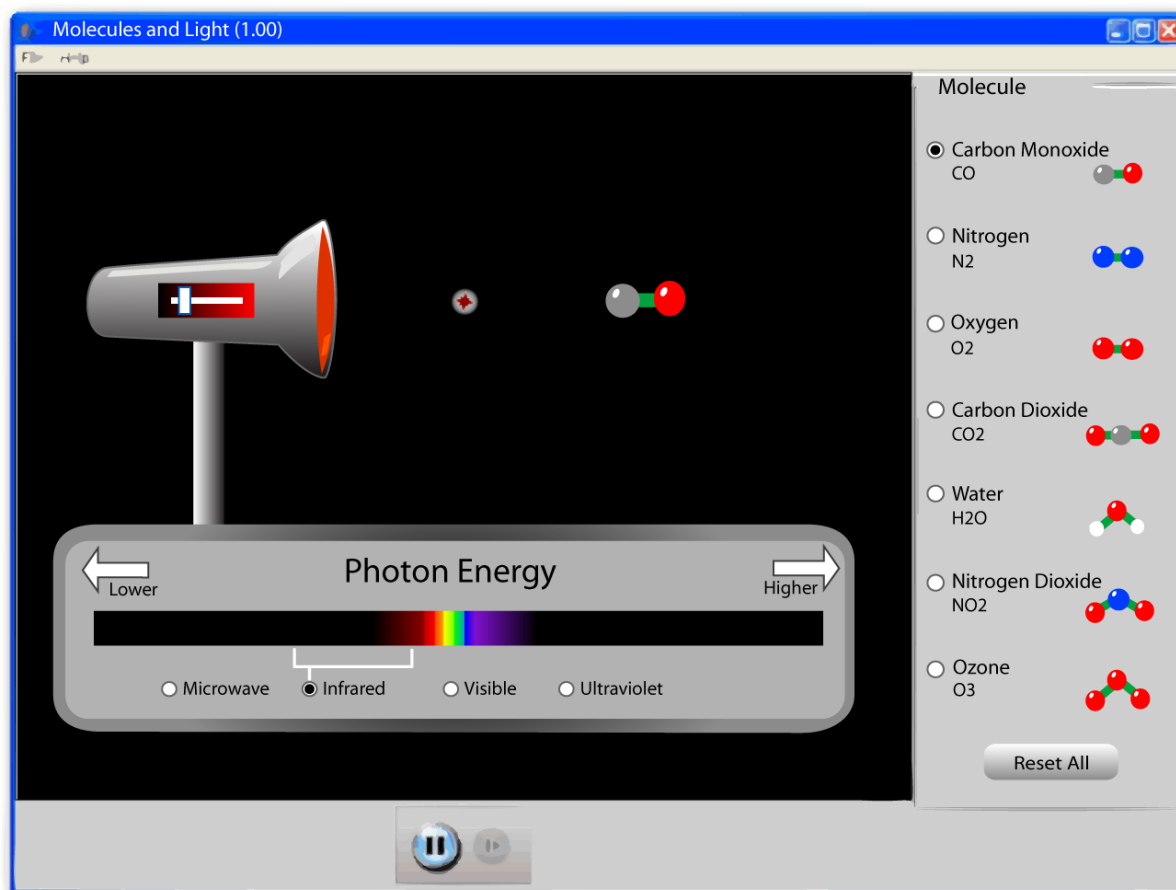 Molecules and Light (1.00)
Molecule
Carbon Monoxide
CO
Nitrogen
N2
Oxygen
O2
Carbon Dioxide
CO2
Water
H2O
Nitrogen Dioxide
NO2
Ozone
O3
Reset All
Photon Energy
Lower
Higher
Microwave
Infrared
Visible
Ultraviolet